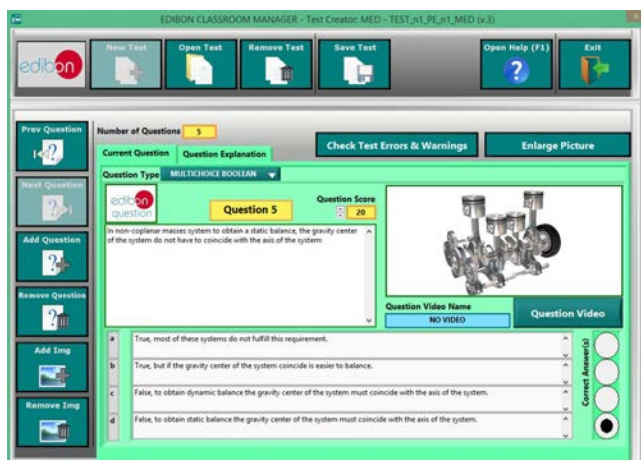 EDIBON CLASSROOM MANAGER - Test Creator: MED - TEST_n1_PE_n1_MED (v.3)
edibon
New Test
Open Test
Remove Test
Save Test
Open Help (F1)
Exit
Prev Question
Number of Questions 5
Check Test Errors & Warnings
Enlarge Picture
Current Question
Question Explanation
Question Type MULTICHOICE BOOLEAN
Next Question
edibon
question
Question 5
Question Score
20
In non-coplanar masses system to obtain a static balance, the gravity center
of the system do not have to coincide with the axis of the system:
Add Question
Remove Question
Question Video Name
NO VIDEO
Question Video
Add Img
a True, most of these systems do not fulfill this requirement.
b True, but if the gravity center of the system coincide is easier to balance.
c False, to obtain dynamic balance the gravity center of the system must coincide with the axis of the system.
d False, to obtain static balance the gravity center of the system must coincide with the axis of the system.
Correct Answer(s)
Remove Img